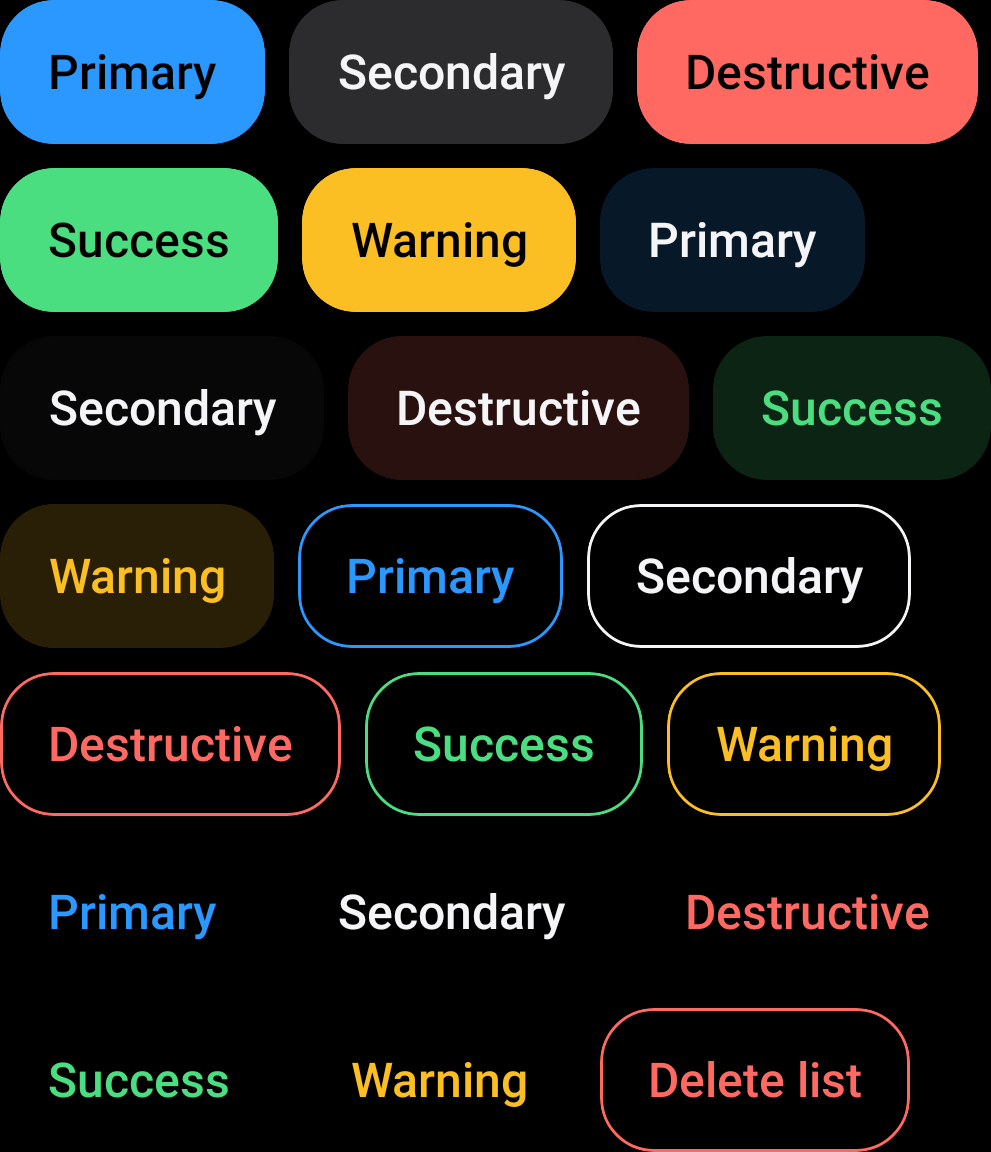 Primary Secondary Destructive
Success Warning Primary
Secondary Destructive Success
Warning Primary Secondary
Destructive Success Warning
Primary Secondary Destructive
Success Warning Delete list